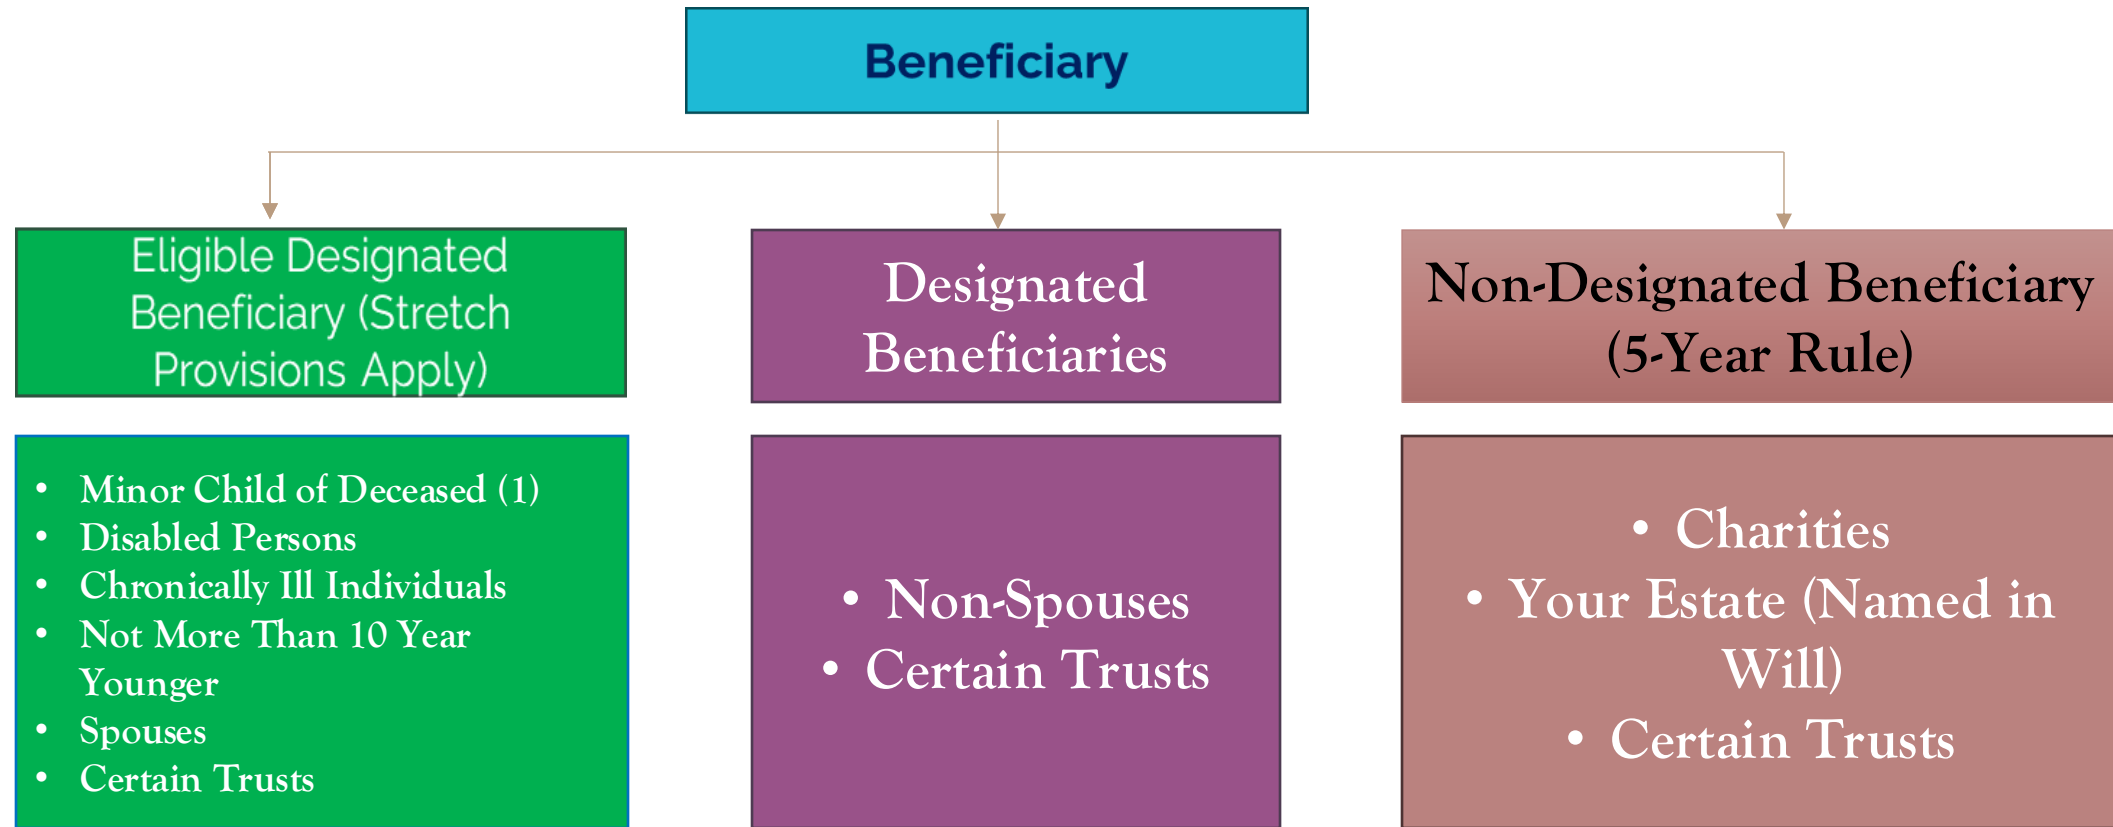 Beneficiary
Eligible Designated
Beneficiary (Stretch
Provisions Apply)
Designated
Beneficiaries
Non-Designated Beneficiary
(5-Year Rule)
• Minor Child of Deceased (1)
• Disabled Persons
• Chronically Ill Individuals
• Not More Than 10 Year
Younger
• Spouses
• Certain Trusts
• Non-Spouses
• Certain Trusts
• Charities
• Your Estate (Named in
Will)
• Certain Trusts